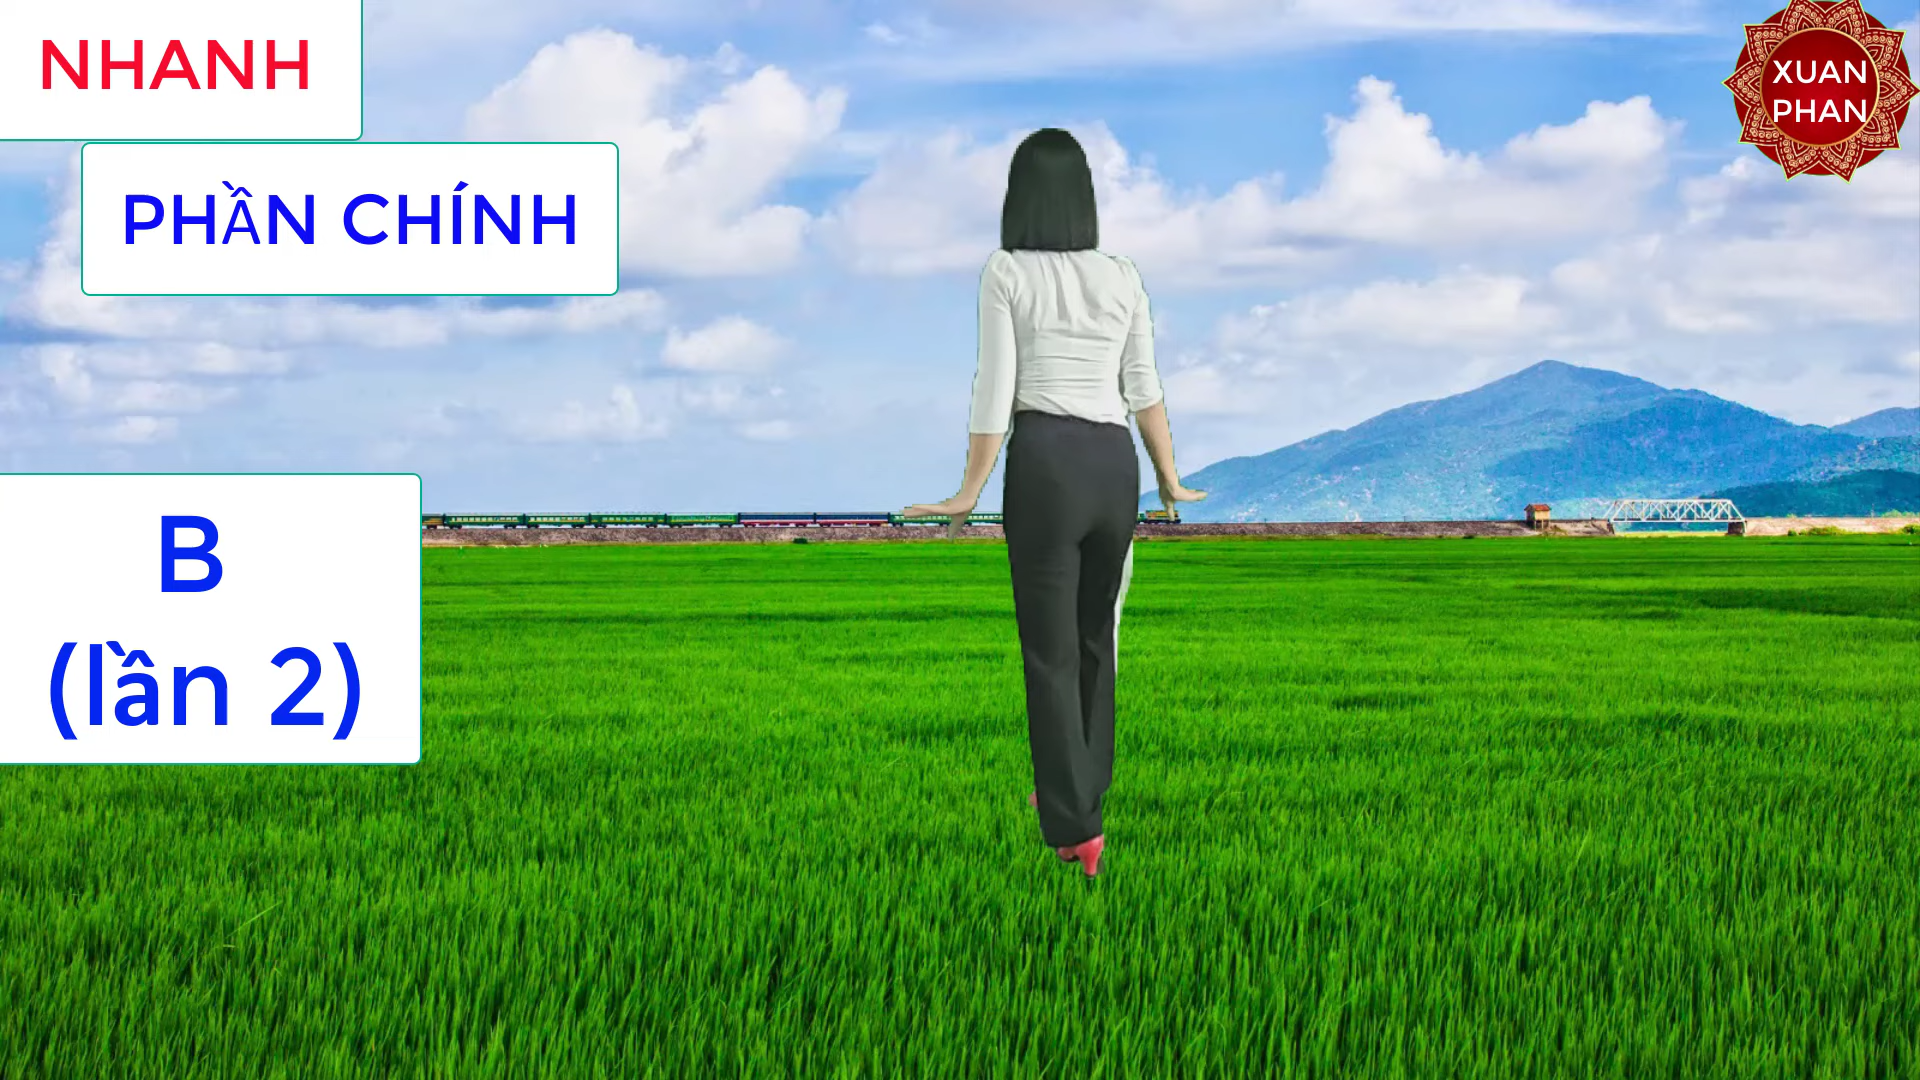 NHANH
PHẦN CHÍNH
B
(lần 2)
XUAN
PHAN